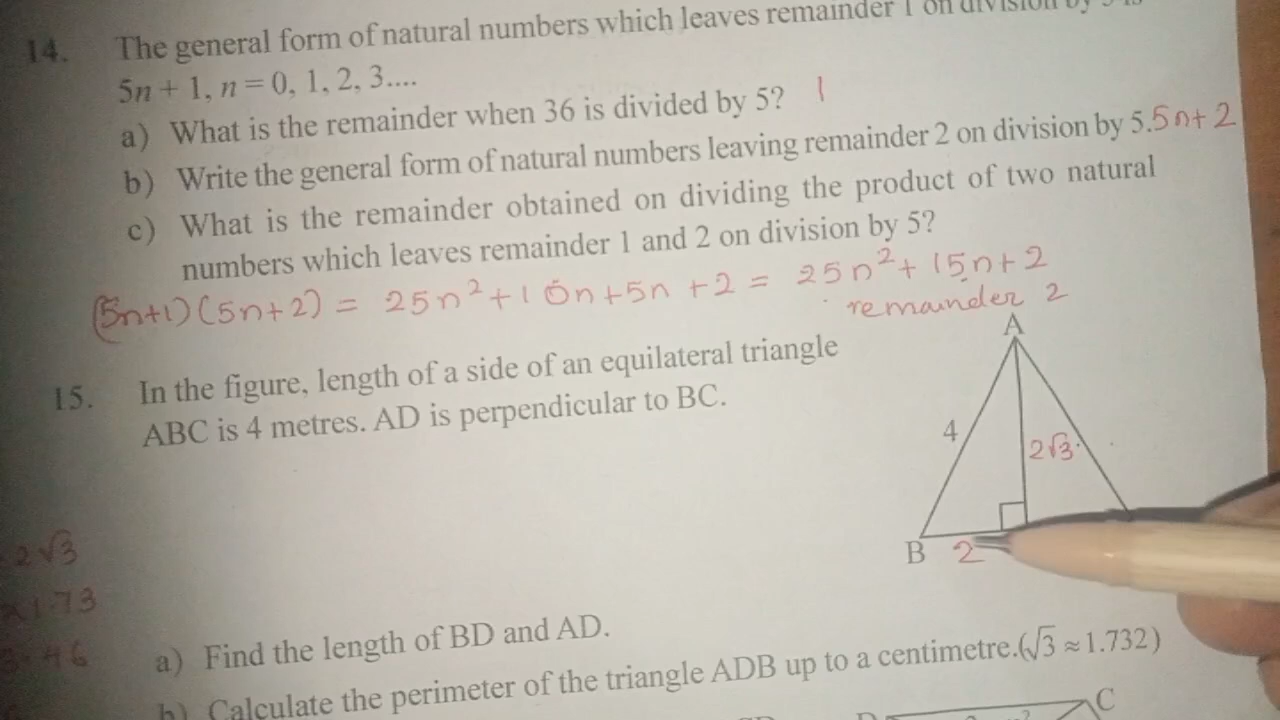 14. The general form of natural numbers which leaves remainder 1 on division by 5 is
5n + 1, n = 0, 1, 2, 3....
a) What is the remainder when 36 is divided by 5? 1
b) Write the general form of natural numbers leaving remainder 2 on division by 5. 5n+2
c) What is the remainder obtained on dividing the product of two natural
numbers which leaves remainder 1 and 2 on division by 5?
(5n+1)(5n+2) = 25n²+10n+5n+2 = 25n²+15n+2
remainder 2
15. In the figure, length of a side of an equilateral triangle
ABC is 4 metres. AD is perpendicular to BC.
A
4
2√3
B
2
2√3
×1.73
3.46
a) Find the length of BD and AD.
b) Calculate the perimeter of the triangle ADB up to a centimetre.(√3 ≈ 1.732)
C